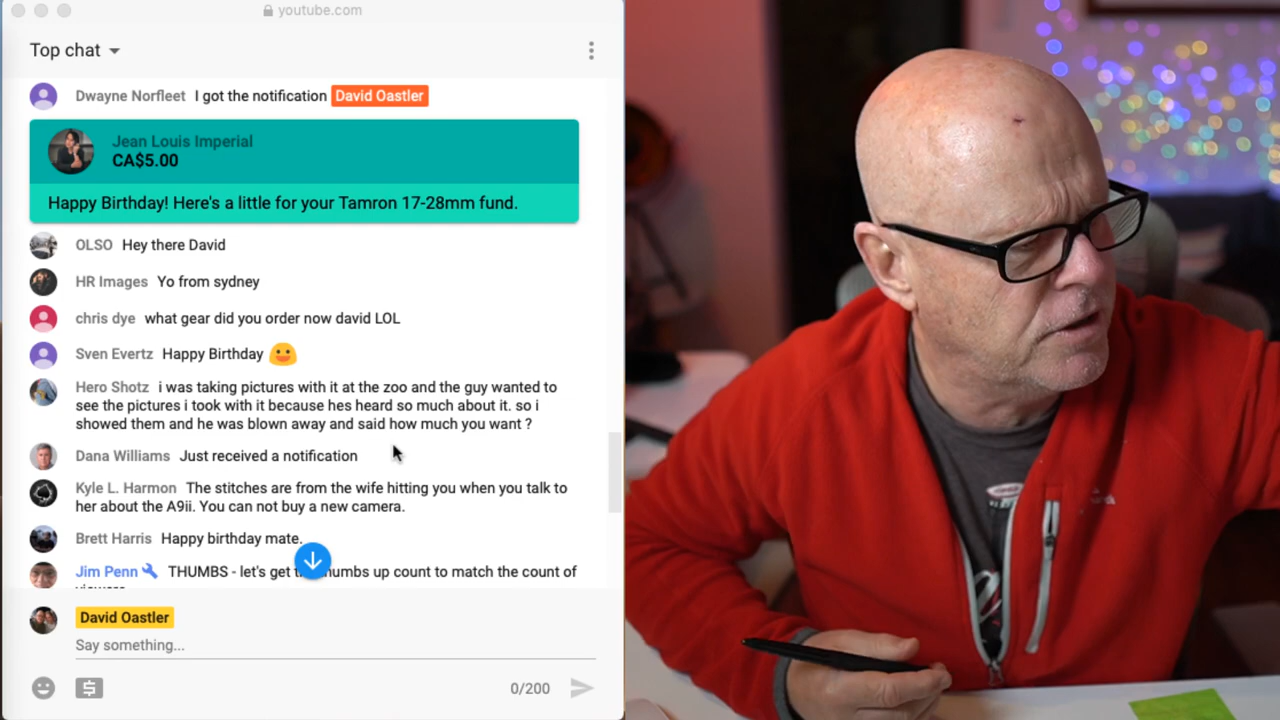 youtube.com
Top chat
Dwayne Norfleet I got the notification David Oastler
Jean Louis Imperial
CA$5.00
Happy Birthday! Here's a little for your Tamron 17-28mm fund.
OLSO Hey there David
HR Images Yo from sydney
chris dye what gear did you order now david LOL
Sven Evertz Happy Birthday 😃
Hero Shotz i was taking pictures with it at the zoo and the guy wanted to
see the pictures i took with it because hes heard so much about it. so i
showed them and he was blown away and said how much you want ?
Dana Williams Just received a notification
Kyle L. Harmon The stitches are from the wife hitting you when you talk to
her about the A9ii. You can not buy a new camera.
Brett Harris Happy birthday mate.
Jim Penn THUMBS - let's get humbs up count to match the count of
David Oastler
Say something...
0/200